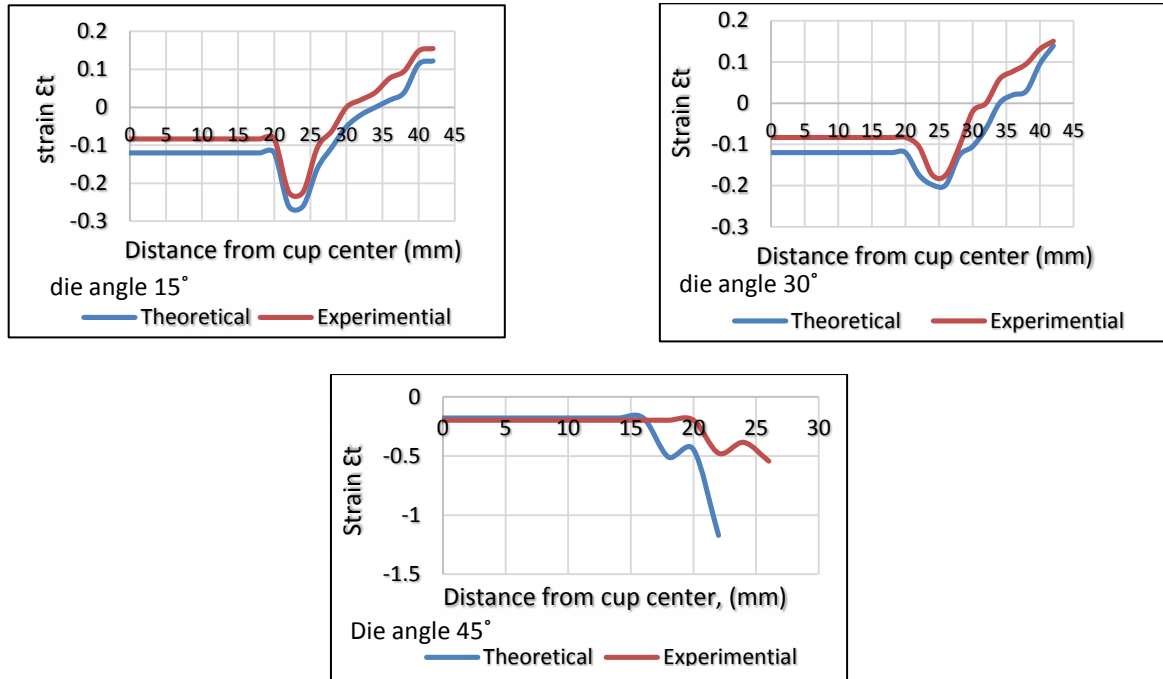 0.2
0.1
0
-0.1
-0.2
-0.3
0 5 10 15 20 25 30 35 40 45
strain Ɛt
Distance from cup center (mm)
die angle 15˚
Theoretical Experimential
0.2
0.1
0
-0.1
-0.2
-0.3
0 5 10 15 20 25 30 35 40 45
Strain Ɛt
Distance from cup center (mm)
die angle 30˚
Theoretical Experimential
0
-0.5
-1
-1.5
0 5 10 15 20 25 30
Strain Ɛt
Distance from cup center, (mm)
Die angle 45˚
Theoretical Experimential